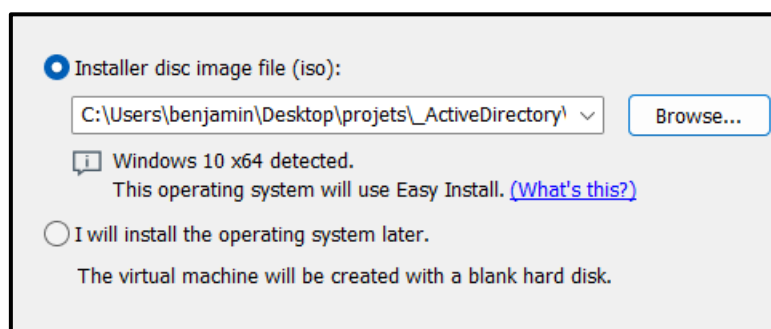 Installer disc image file (iso):
C:\Users\benjamin\Desktop\projets\_ActiveDirectory\
Browse...
Windows 10 x64 detected.
This operating system will use Easy Install. (What's this?)
I will install the operating system later.
The virtual machine will be created with a blank hard disk.